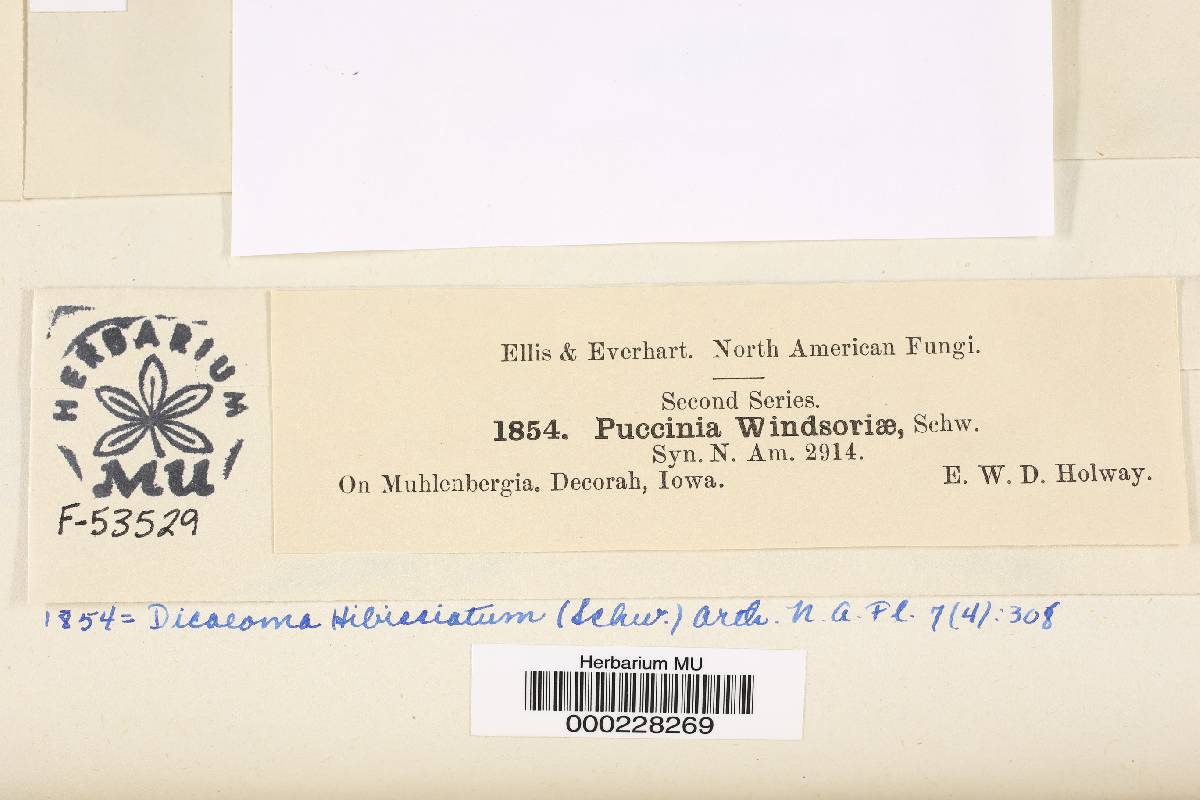 HERBARIUM
MU
F-53529
Ellis & Everhart. North American Fungi.
Second Series.
1854. Puccinia Windsoriæ, Schw.
Syn. N. Am. 2914.
On Muhlenbergia. Decorah, Iowa. E. W. D. Holway.
1854 = Dicaeoma Hibisciatum (Schw.) Arth. N. A. Fl. 7(4):308
Herbarium MU
000228269